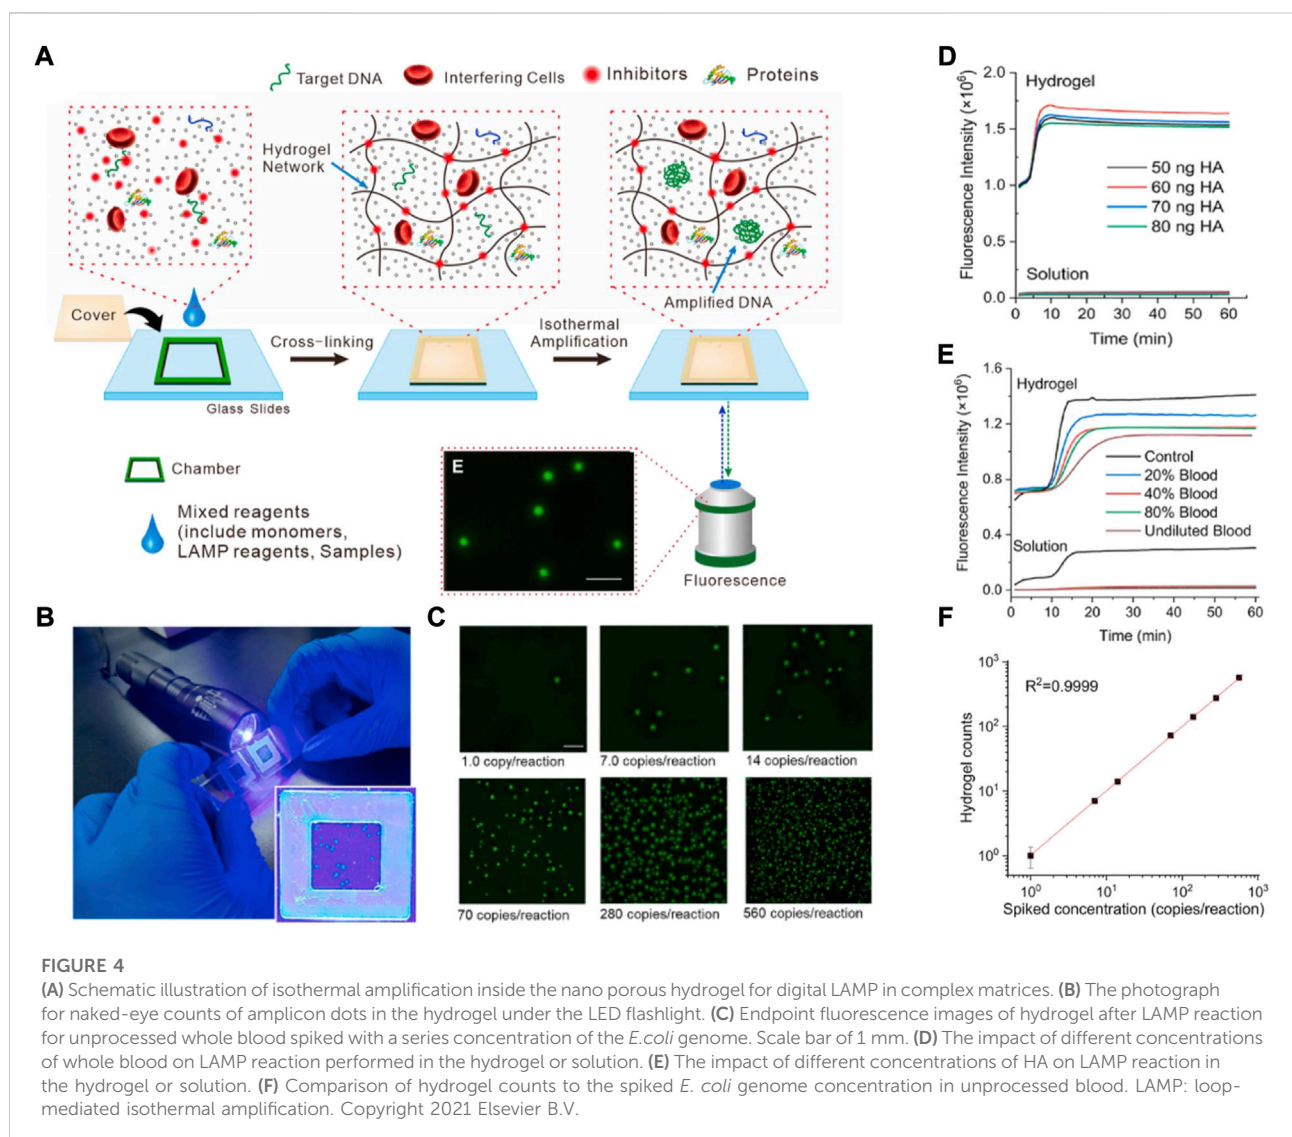 A
Target DNA
Interfering Cells
Inhibitors
Proteins
Hydrogel
Network
Amplified DNA
Cover
Cross-linking
Isothermal
Amplification
Glass Slides
Chamber
Mixed reagents
(include monomers,
LAMP reagents, Samples)
E
Fluorescence
B
C
1.0 copy/reaction
7.0 copies/reaction
14 copies/reaction
70 copies/reaction
280 copies/reaction
560 copies/reaction
D
Fluorescence Intensity (×10⁶)
2.0
1.5
1.0
0.5
0.0
Hydrogel
50 ng HA
60 ng HA
70 ng HA
80 ng HA
Solution
0 10 20 30 40 50 60
Time (min)
E
Fluorescence Intensity (×10⁶)
1.6
1.2
0.8
0.4
0.0
Hydrogel
Control
20% Blood
40% Blood
80% Blood
Undiluted Blood
Solution
0 10 20 30 40 50 60
Time (min)
F
Hydrogel counts
10³
10²
10¹
10⁰
R²=0.9999
10⁰ 10¹ 10² 10³
Spiked concentration (copies/reaction)
FIGURE 4
(A) Schematic illustration of isothermal amplification inside the nano porous hydrogel for digital LAMP in complex matrices. (B) The photograph
for naked-eye counts of amplicon dots in the hydrogel under the LED flashlight. (C) Endpoint fluorescence images of hydrogel after LAMP reaction
for unprocessed whole blood spiked with a series concentration of the E.coli genome. Scale bar of 1 mm. (D) The impact of different concentrations
of whole blood on LAMP reaction performed in the hydrogel or solution. (E) The impact of different concentrations of HA on LAMP reaction in
the hydrogel or solution. (F) Comparison of hydrogel counts to the spiked E. coli genome concentration in unprocessed blood. LAMP: loop-
mediated isothermal amplification. Copyright 2021 Elsevier B.V.